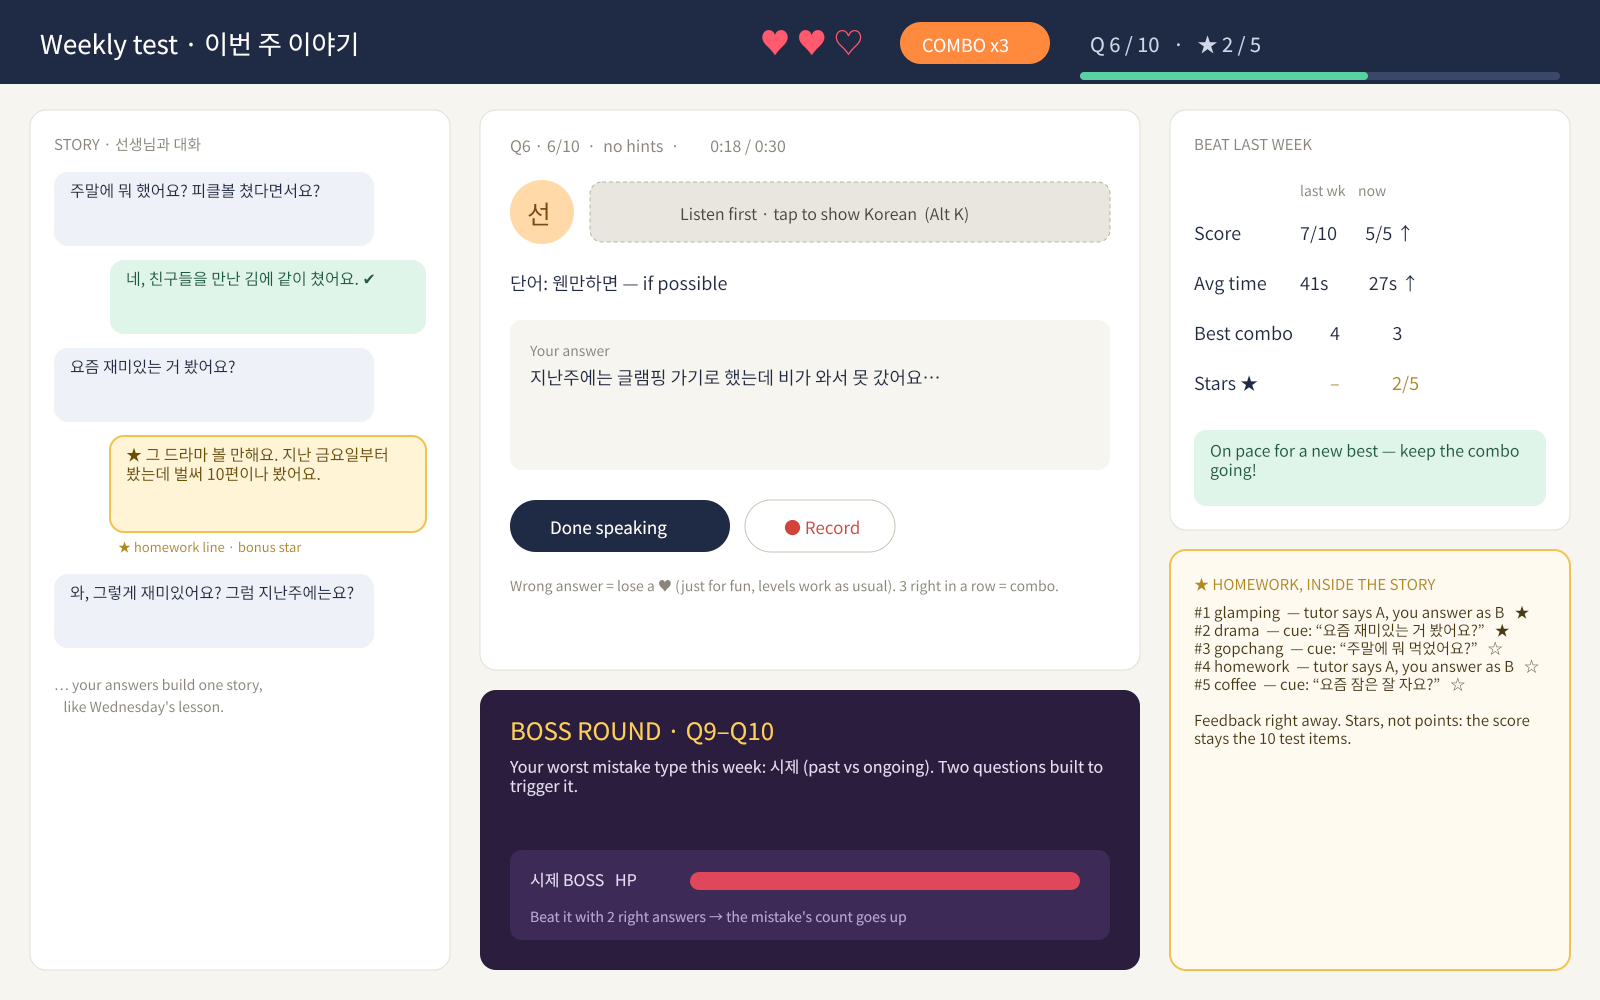 Weekly test · 이번 주 이야기
♥ ♥ ♡
COMBO x3
Q 6 / 10 · ★ 2 / 5
STORY · 선생님과 대화
주말에 뭐 했어요? 피클볼 쳤다면서요?
네, 친구들을 만난 김에 같이 쳤어요. ✔
요즘 재미있는 거 봤어요?
★ 그 드라마 볼 만해요. 지난 금요일부터
봤는데 벌써 10편이나 봤어요.
★ homework line · bonus star
와, 그렇게 재미있어요? 그럼 지난주에는요?
… your answers build one story,
like Wednesday's lesson.
Q6 · 6/10 · no hints · 0:18 / 0:30
선
Listen first · tap to show Korean (Alt K)
단어: 웬만하면 — if possible
Your answer
지난주에는 글램핑 가기로 했는데 비가 와서 못 갔어요…
Done speaking
● Record
Wrong answer = lose a ♥ (just for fun, levels work as usual). 3 right in a row = combo.
BOSS ROUND · Q9–Q10
Your worst mistake type this week: 시제 (past vs ongoing). Two questions built to
trigger it.
시제 BOSS HP
Beat it with 2 right answers → the mistake's count goes up
BEAT LAST WEEK
last wk now
Score 7/10 5/5 ↑
Avg time 41s 27s ↑
Best combo 4 3
Stars ★ – 2/5
On pace for a new best — keep the combo
going!
★ HOMEWORK, INSIDE THE STORY
#1 glamping — tutor says A, you answer as B ★
#2 drama — cue: “요즘 재미있는 거 봤어요?” ★
#3 gopchang — cue: “주말에 뭐 먹었어요?” ☆
#4 homework — tutor says A, you answer as B ☆
#5 coffee — cue: “요즘 잠은 잘 자요?” ☆
Feedback right away. Stars, not points: the score
stays the 10 test items.